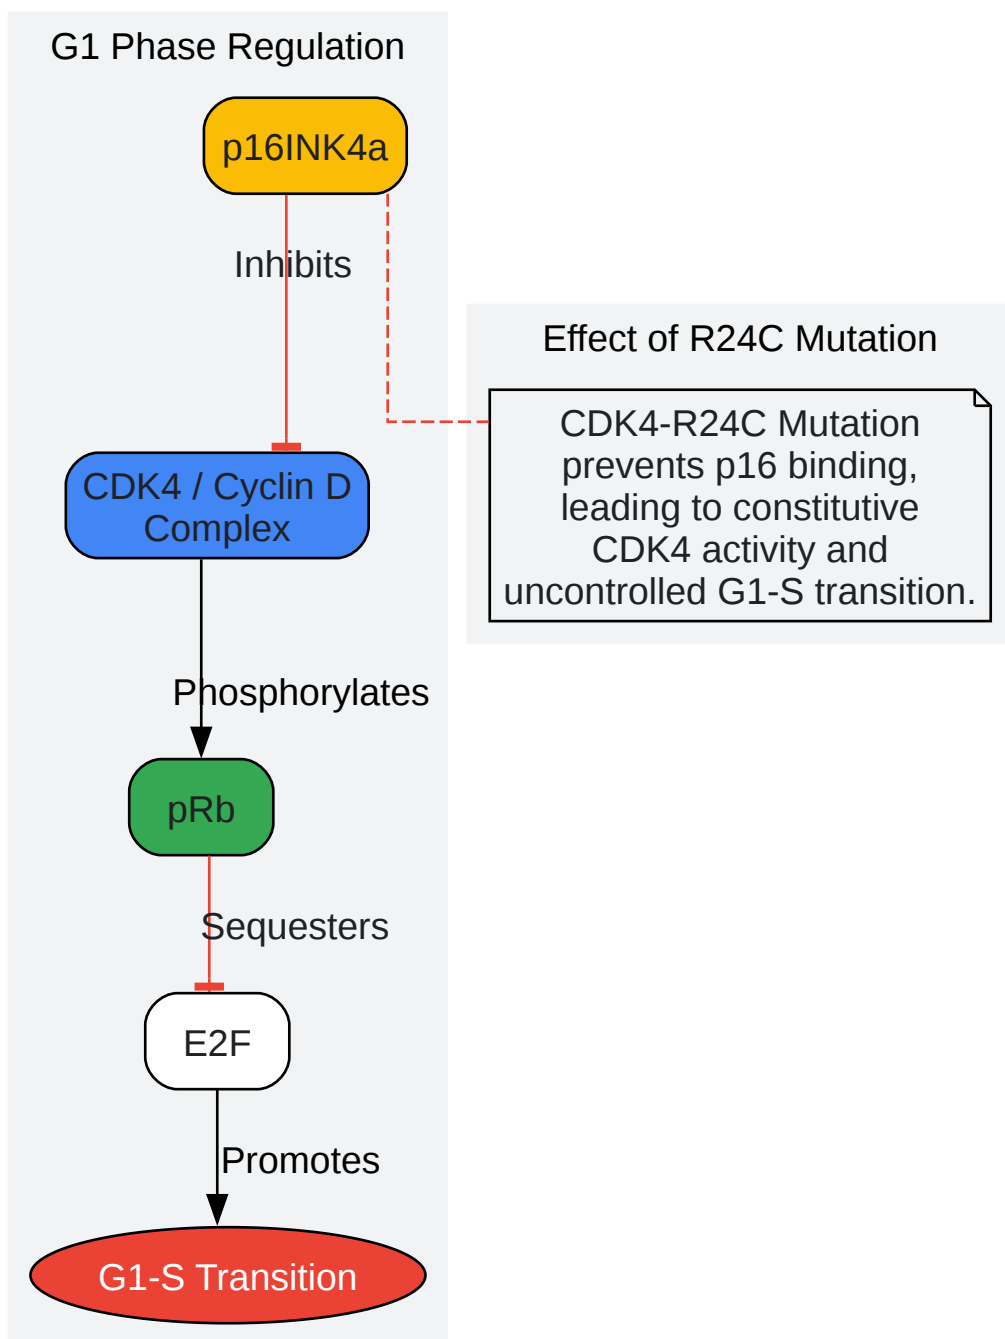 G1 Phase Regulation
p16INK4a
Inhibits
Effect of R24C Mutation
CDK4-R24C Mutation
prevents p16 binding,
leading to constitutive
CDK4 activity and
uncontrolled G1-S transition.
CDK4 / Cyclin D
Complex
Phosphorylates
pRb
Sequesters
E2F
Promotes
G1-S Transition